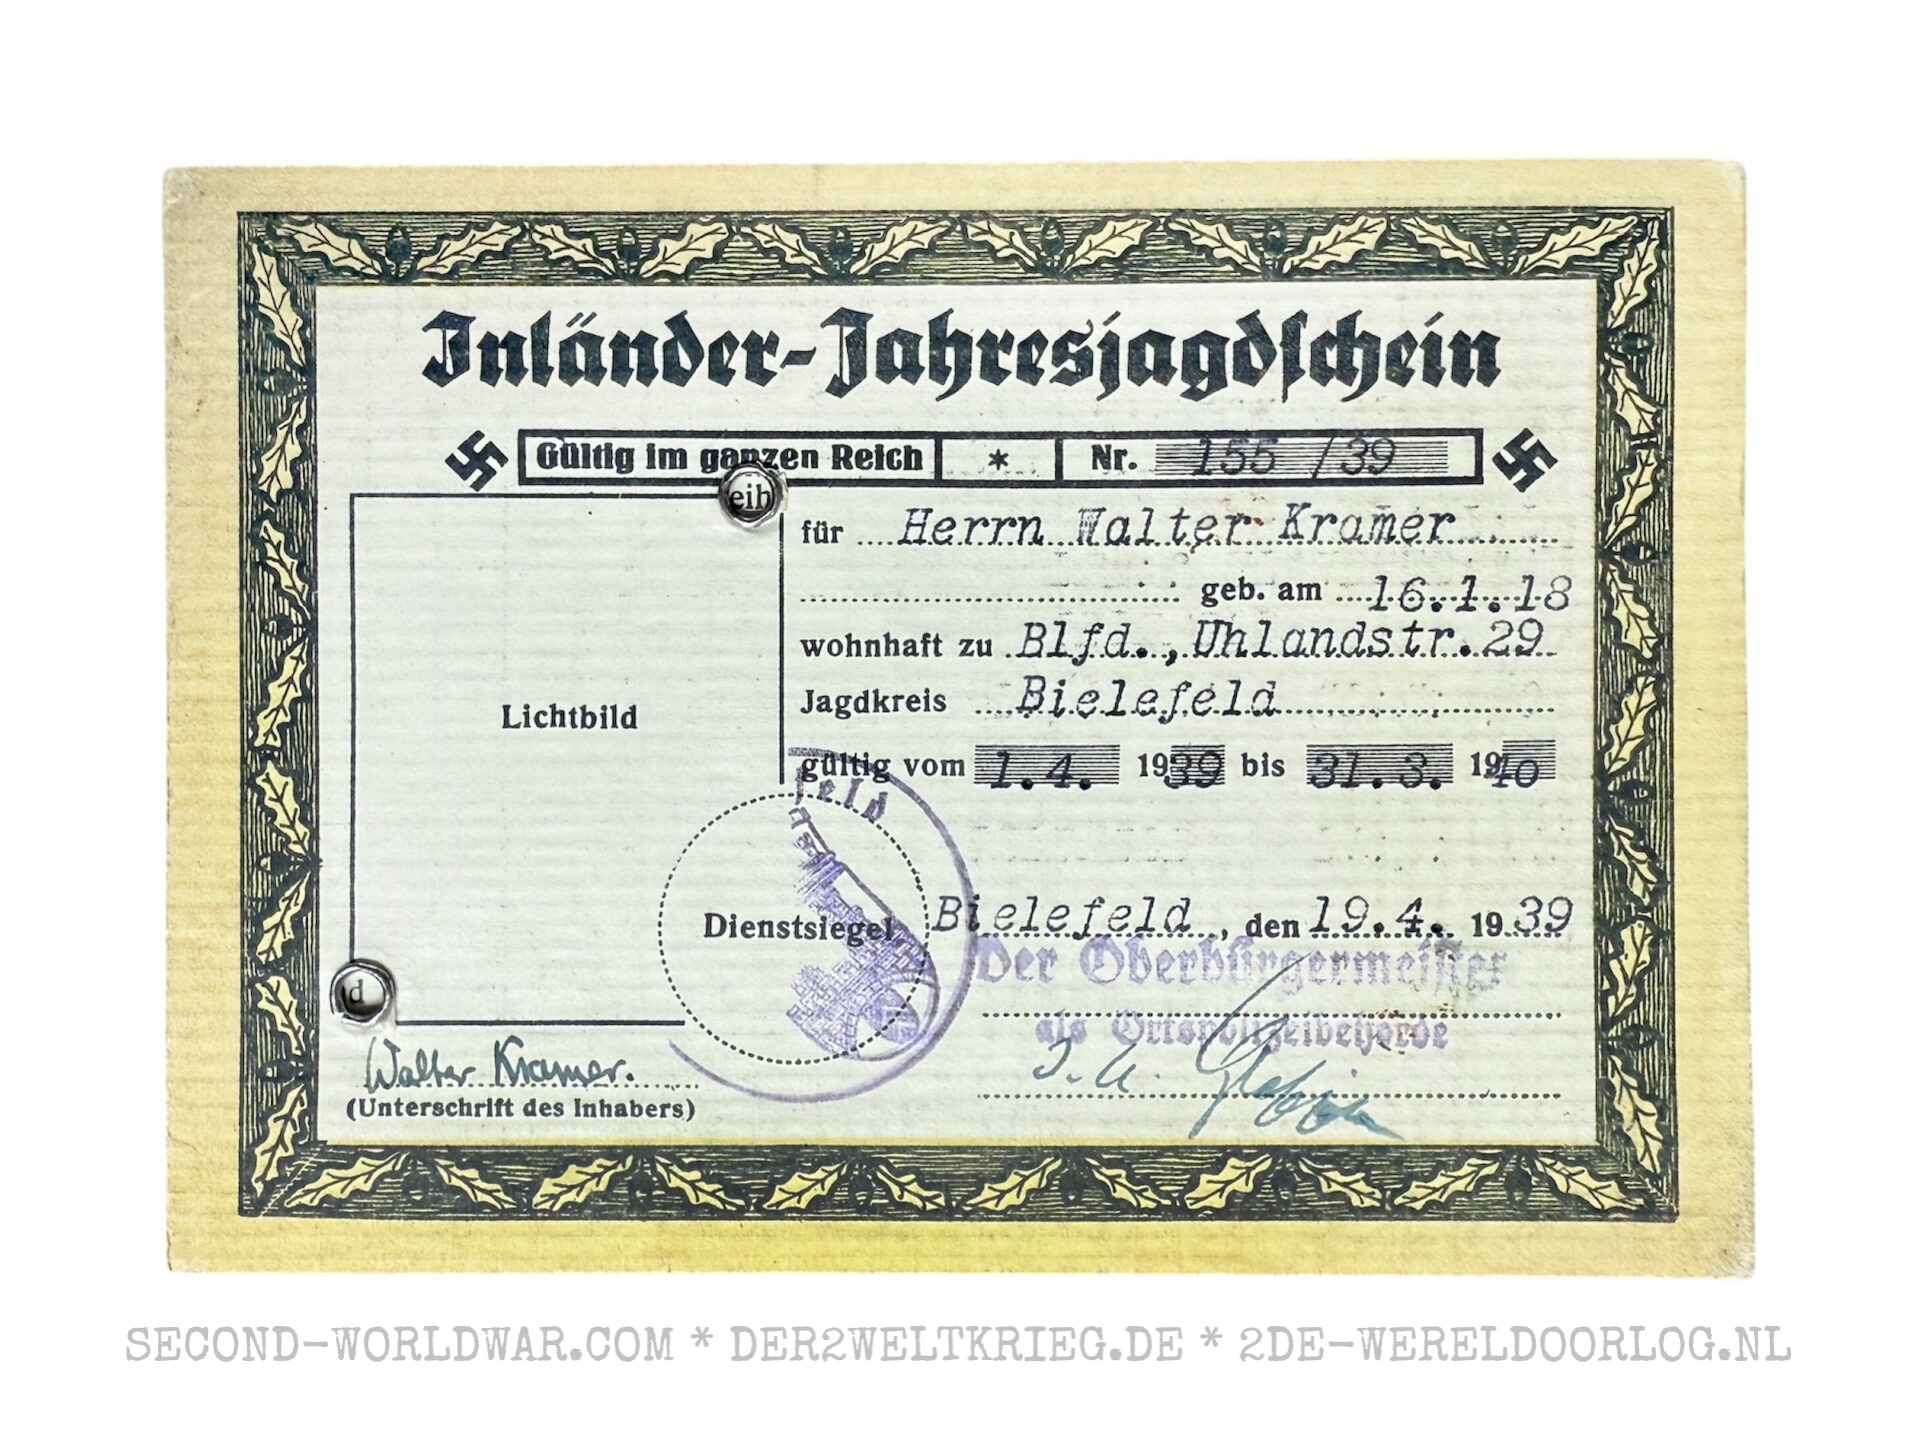 Inländer-Jahresjagdschein
Gültig im ganzen Reich * Nr. 155 /39
eih
für Herrn Walter Kramer
geb. am 16.1.18
wohnhaft zu Blfd., Uhlandstr. 29
Jagdkreis Bielefeld
Lichtbild
gültig vom 1.4. 1939 bis 31.3. 1940
feld
Dienstsiegel
Bielefeld, den 19.4. 1939
Der Oberbürgermeister
als Ortspolizeibehörde
d
J. A.
Walter Kramer.
(Unterschrift des Inhabers)
SECOND-WORLDWAR.COM * DER2WELTKRIEG.DE * 2DE-WERELDOORLOG.NL